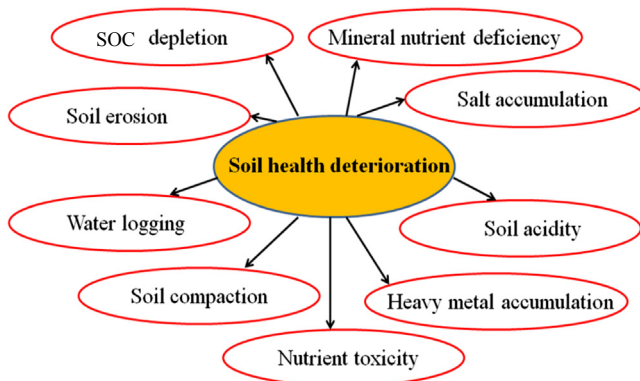 SOC depletion
Mineral nutrient deficiency
Soil erosion
Salt accumulation
Soil health deterioration
Water logging
Soil acidity
Soil compaction
Heavy metal accumulation
Nutrient toxicity